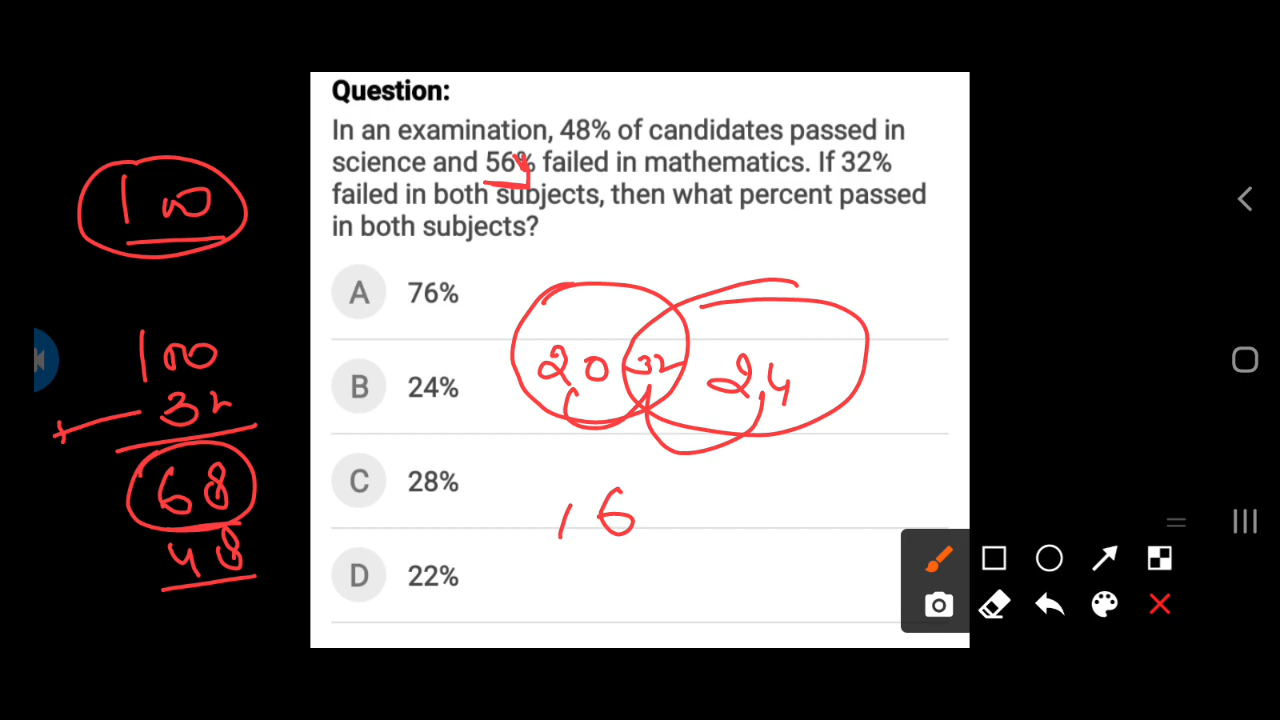 Question:
In an examination, 48% of candidates passed in
science and 56% failed in mathematics. If 32%
failed in both subjects, then what percent passed
in both subjects?
A 76%
B 24%
C 28%
D 22%
100
100
32
68
48
20 32 24
16